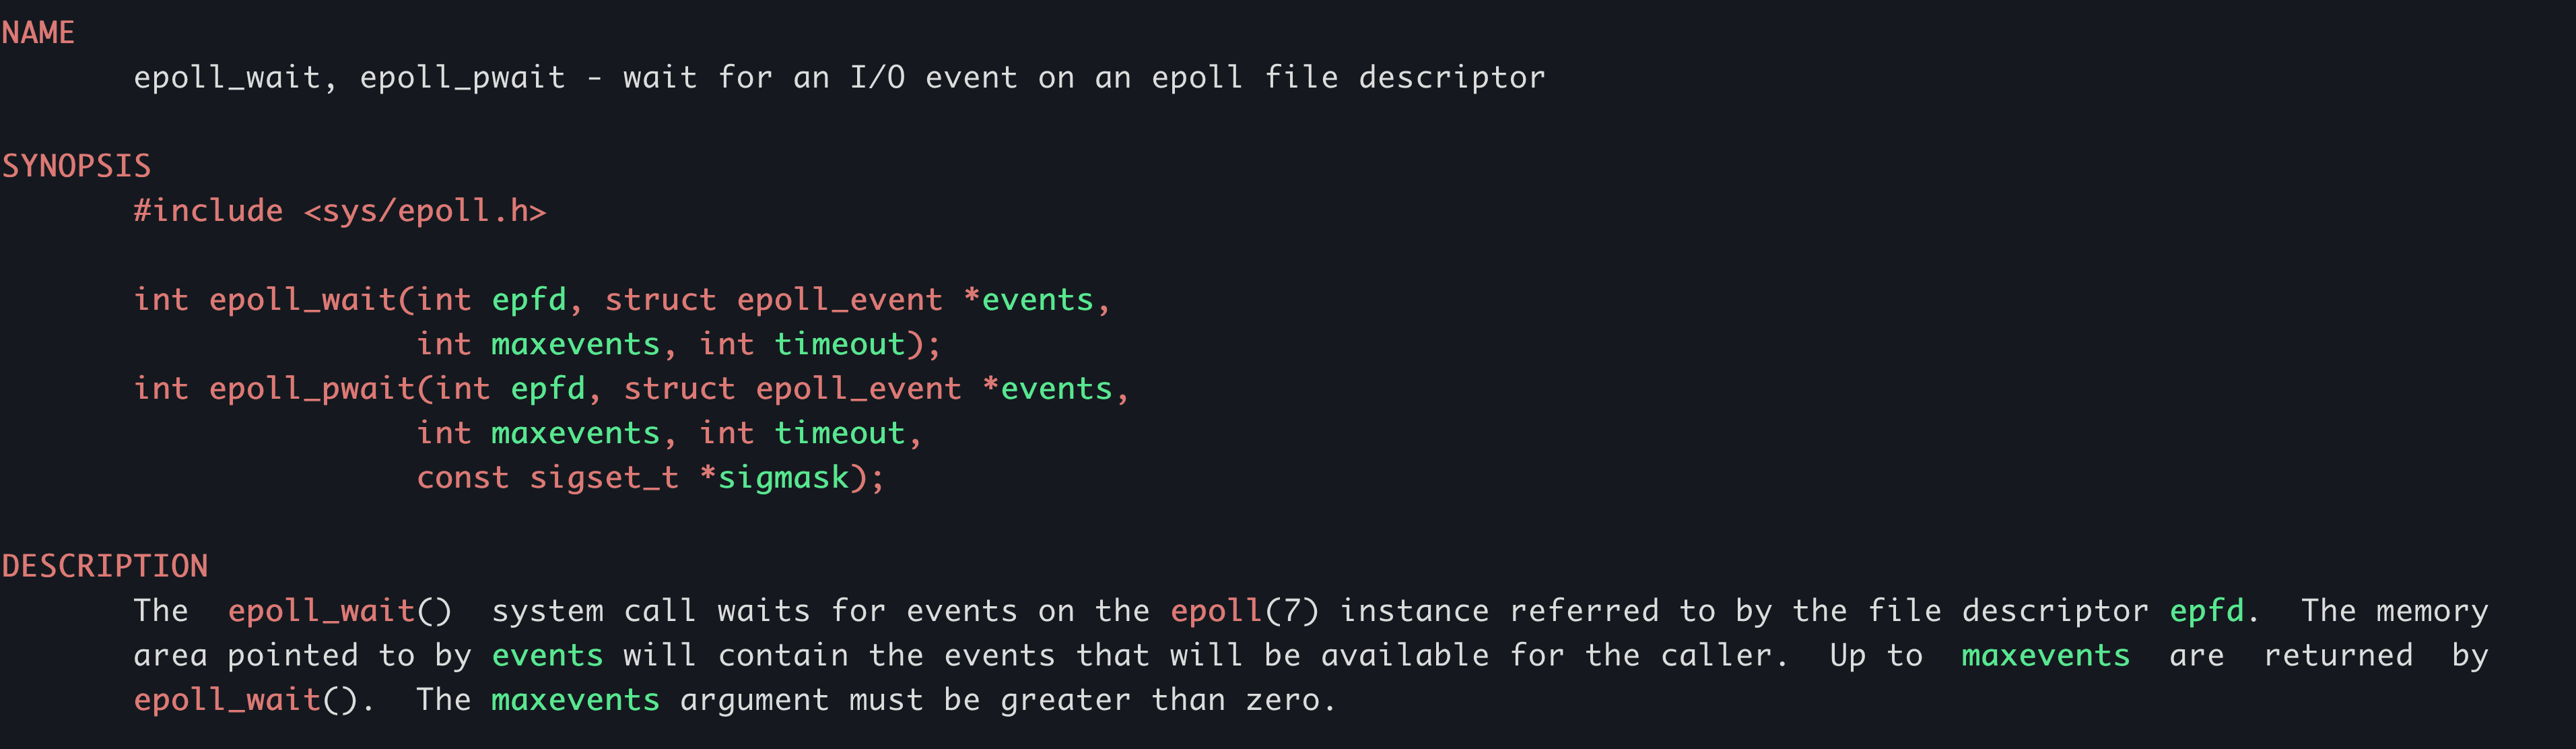 NAME
epoll_wait, epoll_pwait - wait for an I/O event on an epoll file descriptor
SYNOPSIS
#include <sys/epoll.h>
int epoll_wait(int epfd, struct epoll_event *events,
int maxevents, int timeout);
int epoll_pwait(int epfd, struct epoll_event *events,
int maxevents, int timeout,
const sigset_t *sigmask);
DESCRIPTION
The epoll_wait() system call waits for events on the epoll(7) instance referred to by the file descriptor epfd. The memory
area pointed to by events will contain the events that will be available for the caller. Up to maxevents are returned by
epoll_wait(). The maxevents argument must be greater than zero.